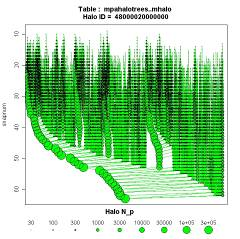 Table : mpahalotrees..mhalo
Halo ID = 48000020000000
10
20
30
40
50
60
snapnum
Halo N_p
30 100 300 1000 3000 10000 30000 1e+05 3e+05